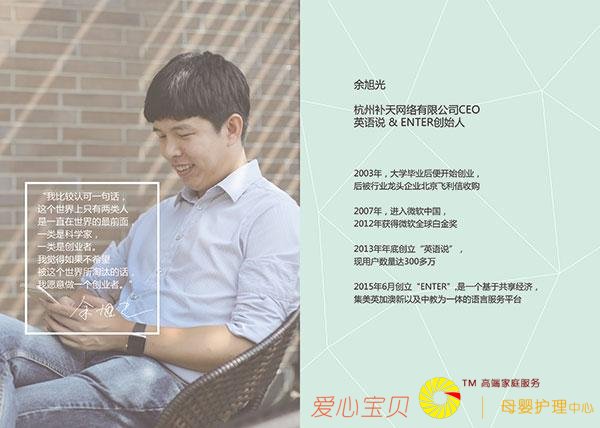 “我比较认可一句话，
这个世界上只有两类人
是一直在世界的最前面，
一类是科学家，
一类是创业者。
我觉得如果不希望
被这个世界所淘汰的话，
我愿意做一个创业者。”
余旭光
余旭光
杭州补天网络有限公司CEO
英语说 & ENTER创始人
2003年，大学毕业后便开始创业，
后被行业龙头企业北京飞利信收购
2007年，进入微软中国，
2012年获得微软全球白金奖
2013年年底创立“英语说”，
现用户数量达300多万
2015年6月创立“ENTER”,是一个基于共享经济，
集美英加澳新以及中教为一体的语言服务平台
TM 高端家庭服务
爱心宝贝
母婴护理中心